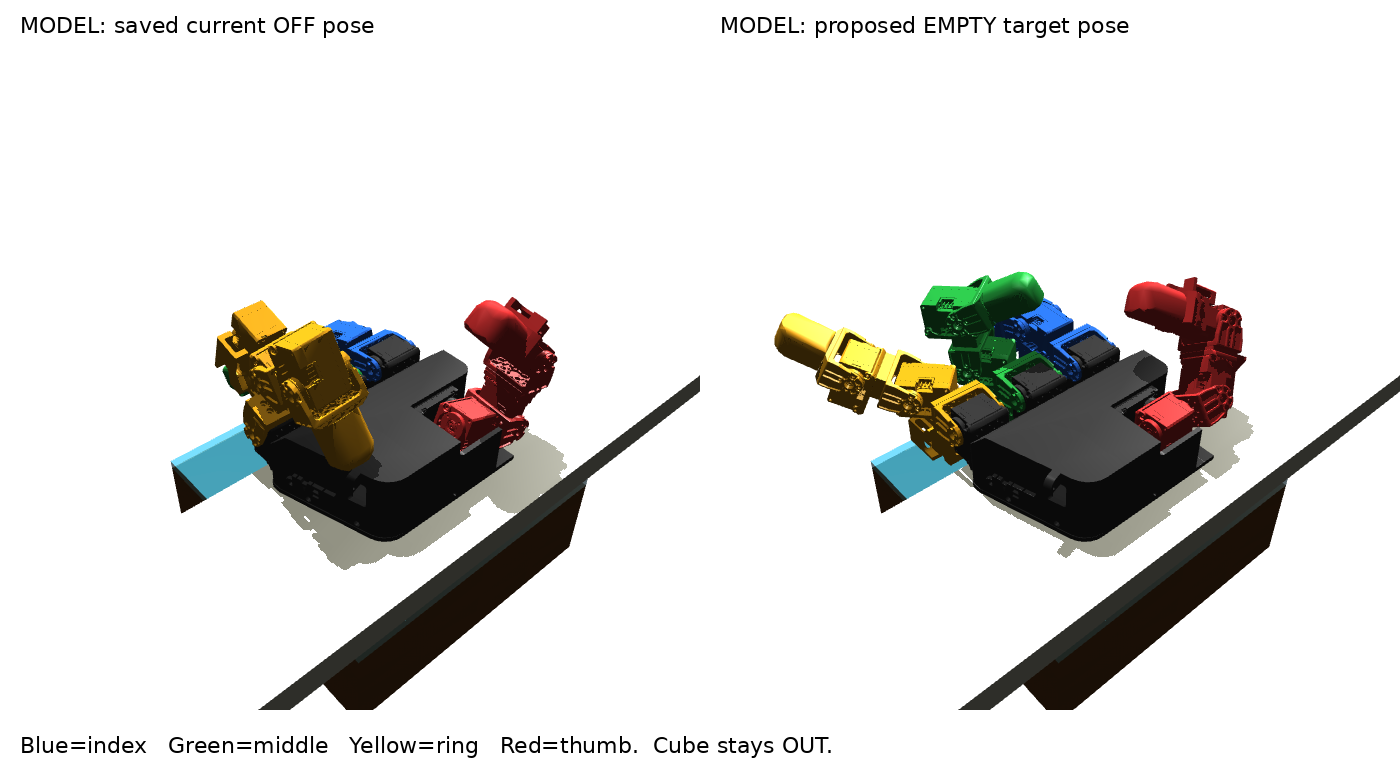 MODEL: saved current OFF pose
MODEL: proposed EMPTY target pose
Blue=index   Green=middle   Yellow=ring   Red=thumb.  Cube stays OUT.